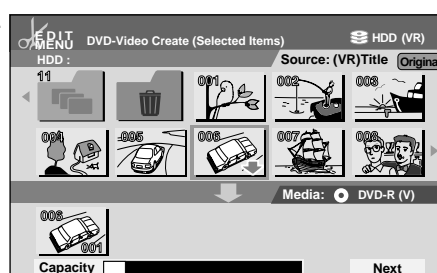 EDIT MENU
DVD-Video Create (Selected Items)
HDD (VR)
HDD :
Source: (VR)Title
Origina
11
001
002
003
004
005
006
007
008
Media:
DVD-R (V)
006
001
Capacity
Next